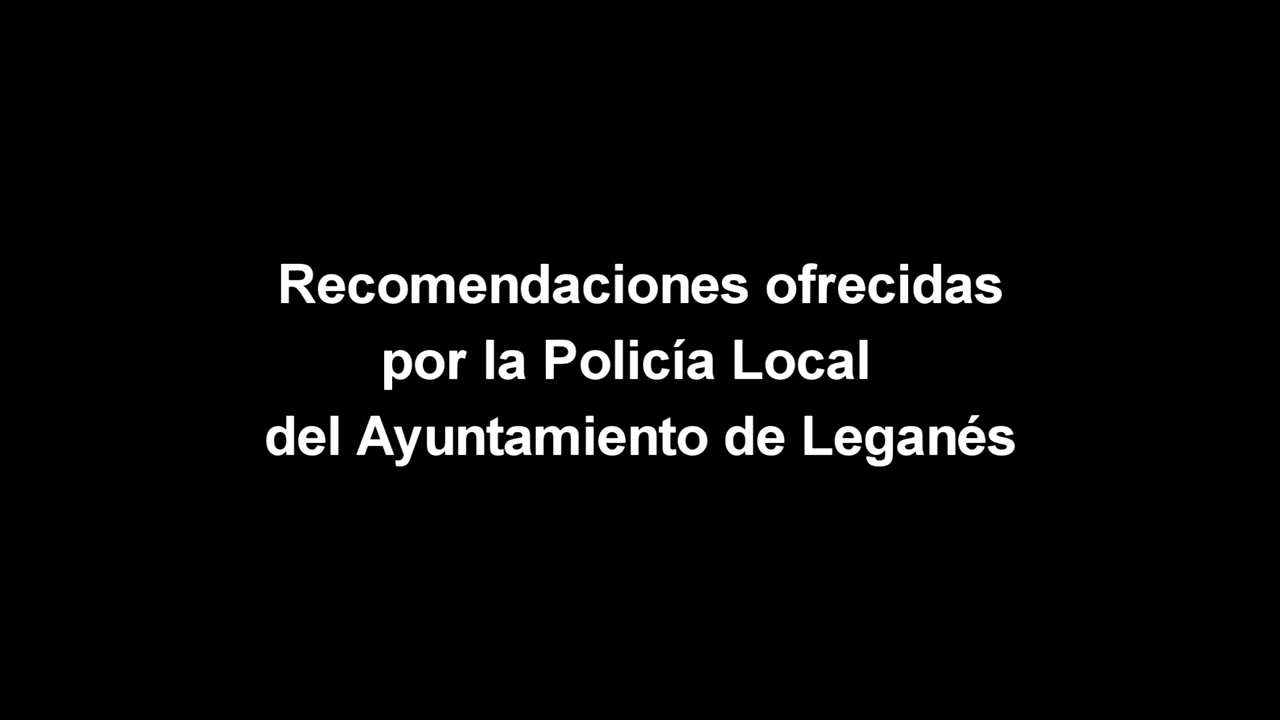 Recomendaciones ofrecidas
por la Policía Local
del Ayuntamiento de Leganés